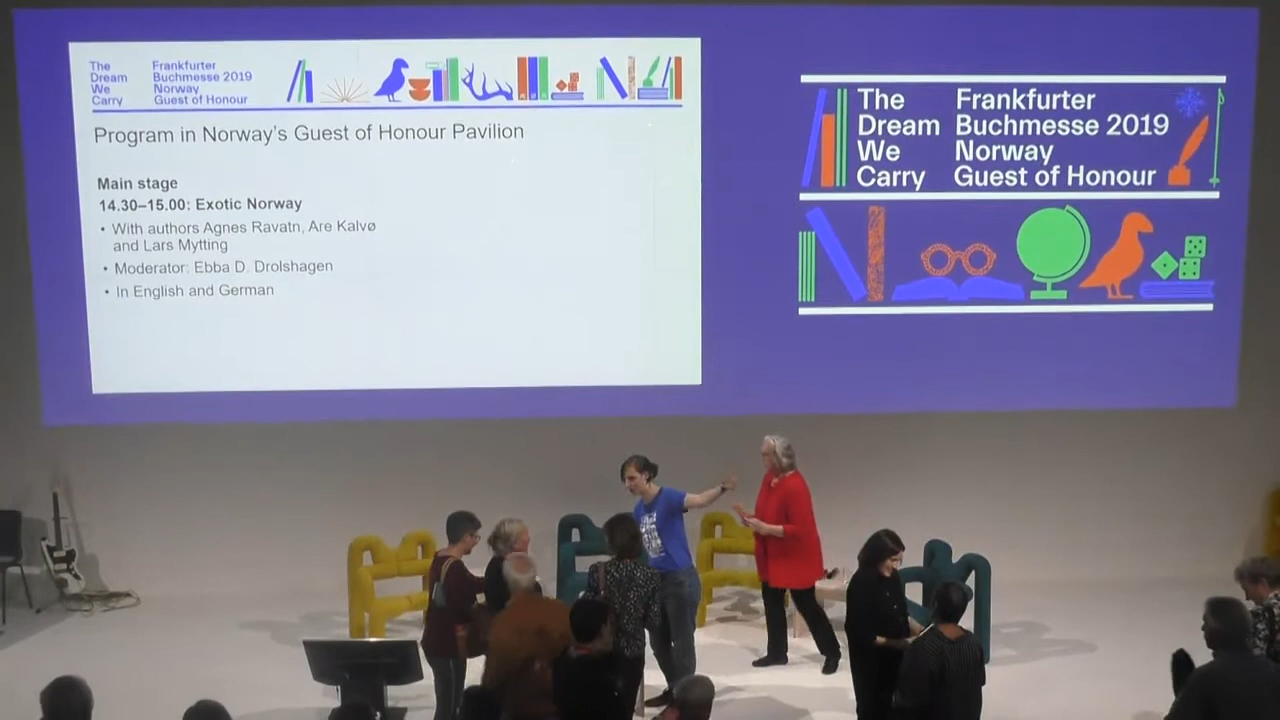 The
Dream
We
Carry
Frankfurter
Buchmesse 2019
Norway
Guest of Honour
Program in Norway's Guest of Honour Pavilion
Main stage
14.30–15.00: Exotic Norway
• With authors Agnes Ravatn, Are Kalvø
and Lars Mytting
• Moderator: Ebba D. Drolshagen
• In English and German
The
Dream
We
Carry
Frankfurter
Buchmesse 2019
Norway
Guest of Honour